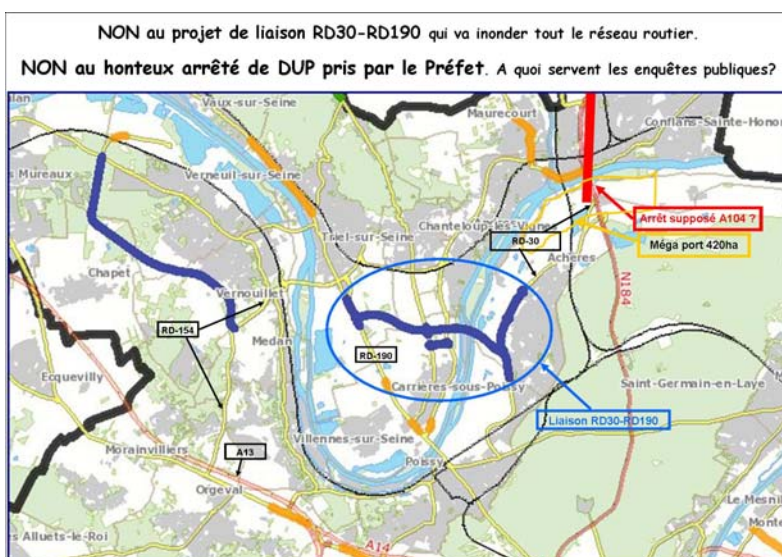 NON au projet de liaison RD30-RD190 qui va inonder tout le réseau routier.
NON au honteux arrêté de DUP pris par le Préfet. A quoi servent les enquêtes publiques?
Vaux-sur-Seine
Maurecourt
Conflans-Sainte-Honor
Mureaux
Verneuil-sur-Seine
Arrêt supposé A104 ?
Chanteloup-les-Vignes
Triel-sur-Seine
RD-30
Méga port 420ha
Achères
Chapet
N184
Vernouillet
RD-154
Medan
RD-190
Ecquevilly
Carrières-sous-Poissy
Saint-Germain-en-Laye
Liaison RD30-RD190
Villennes-sur-Seine
Morainvilliers
A13
Poissy
Orgeval
Le Mesnil
Alluets-le-Roi
A14